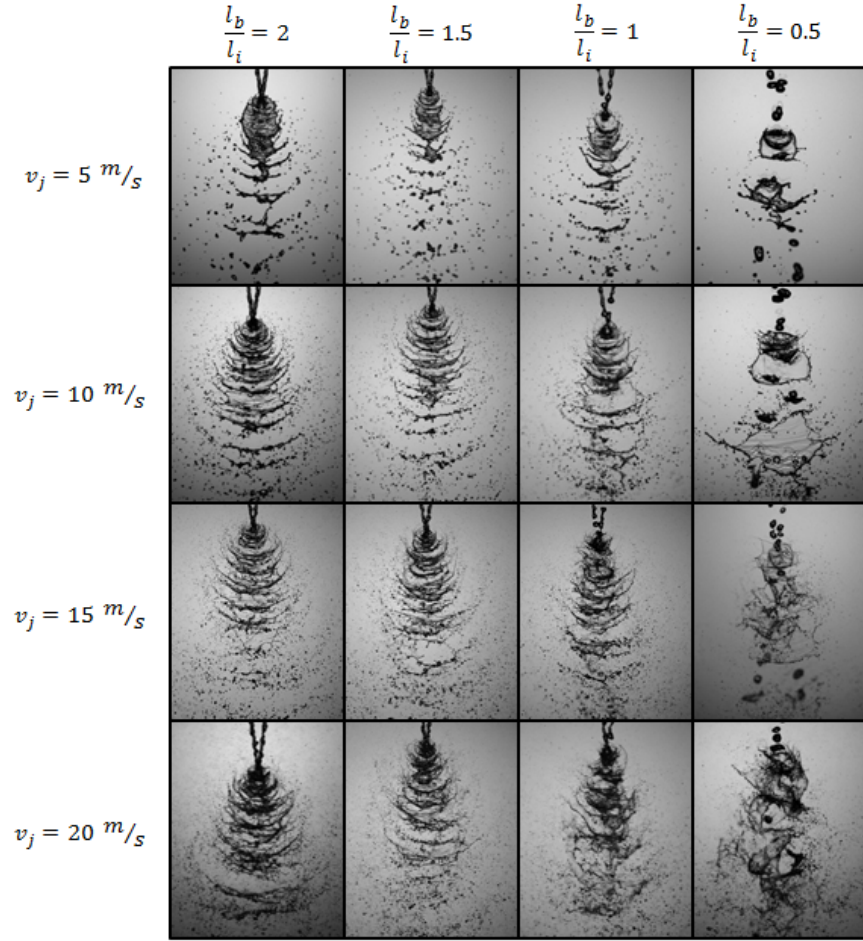 l_b/l_i = 2 l_b/l_i = 1.5 l_b/l_i = 1 l_b/l_i = 0.5
v_j = 5 m/s
v_j = 10 m/s
v_j = 15 m/s
v_j = 20 m/s